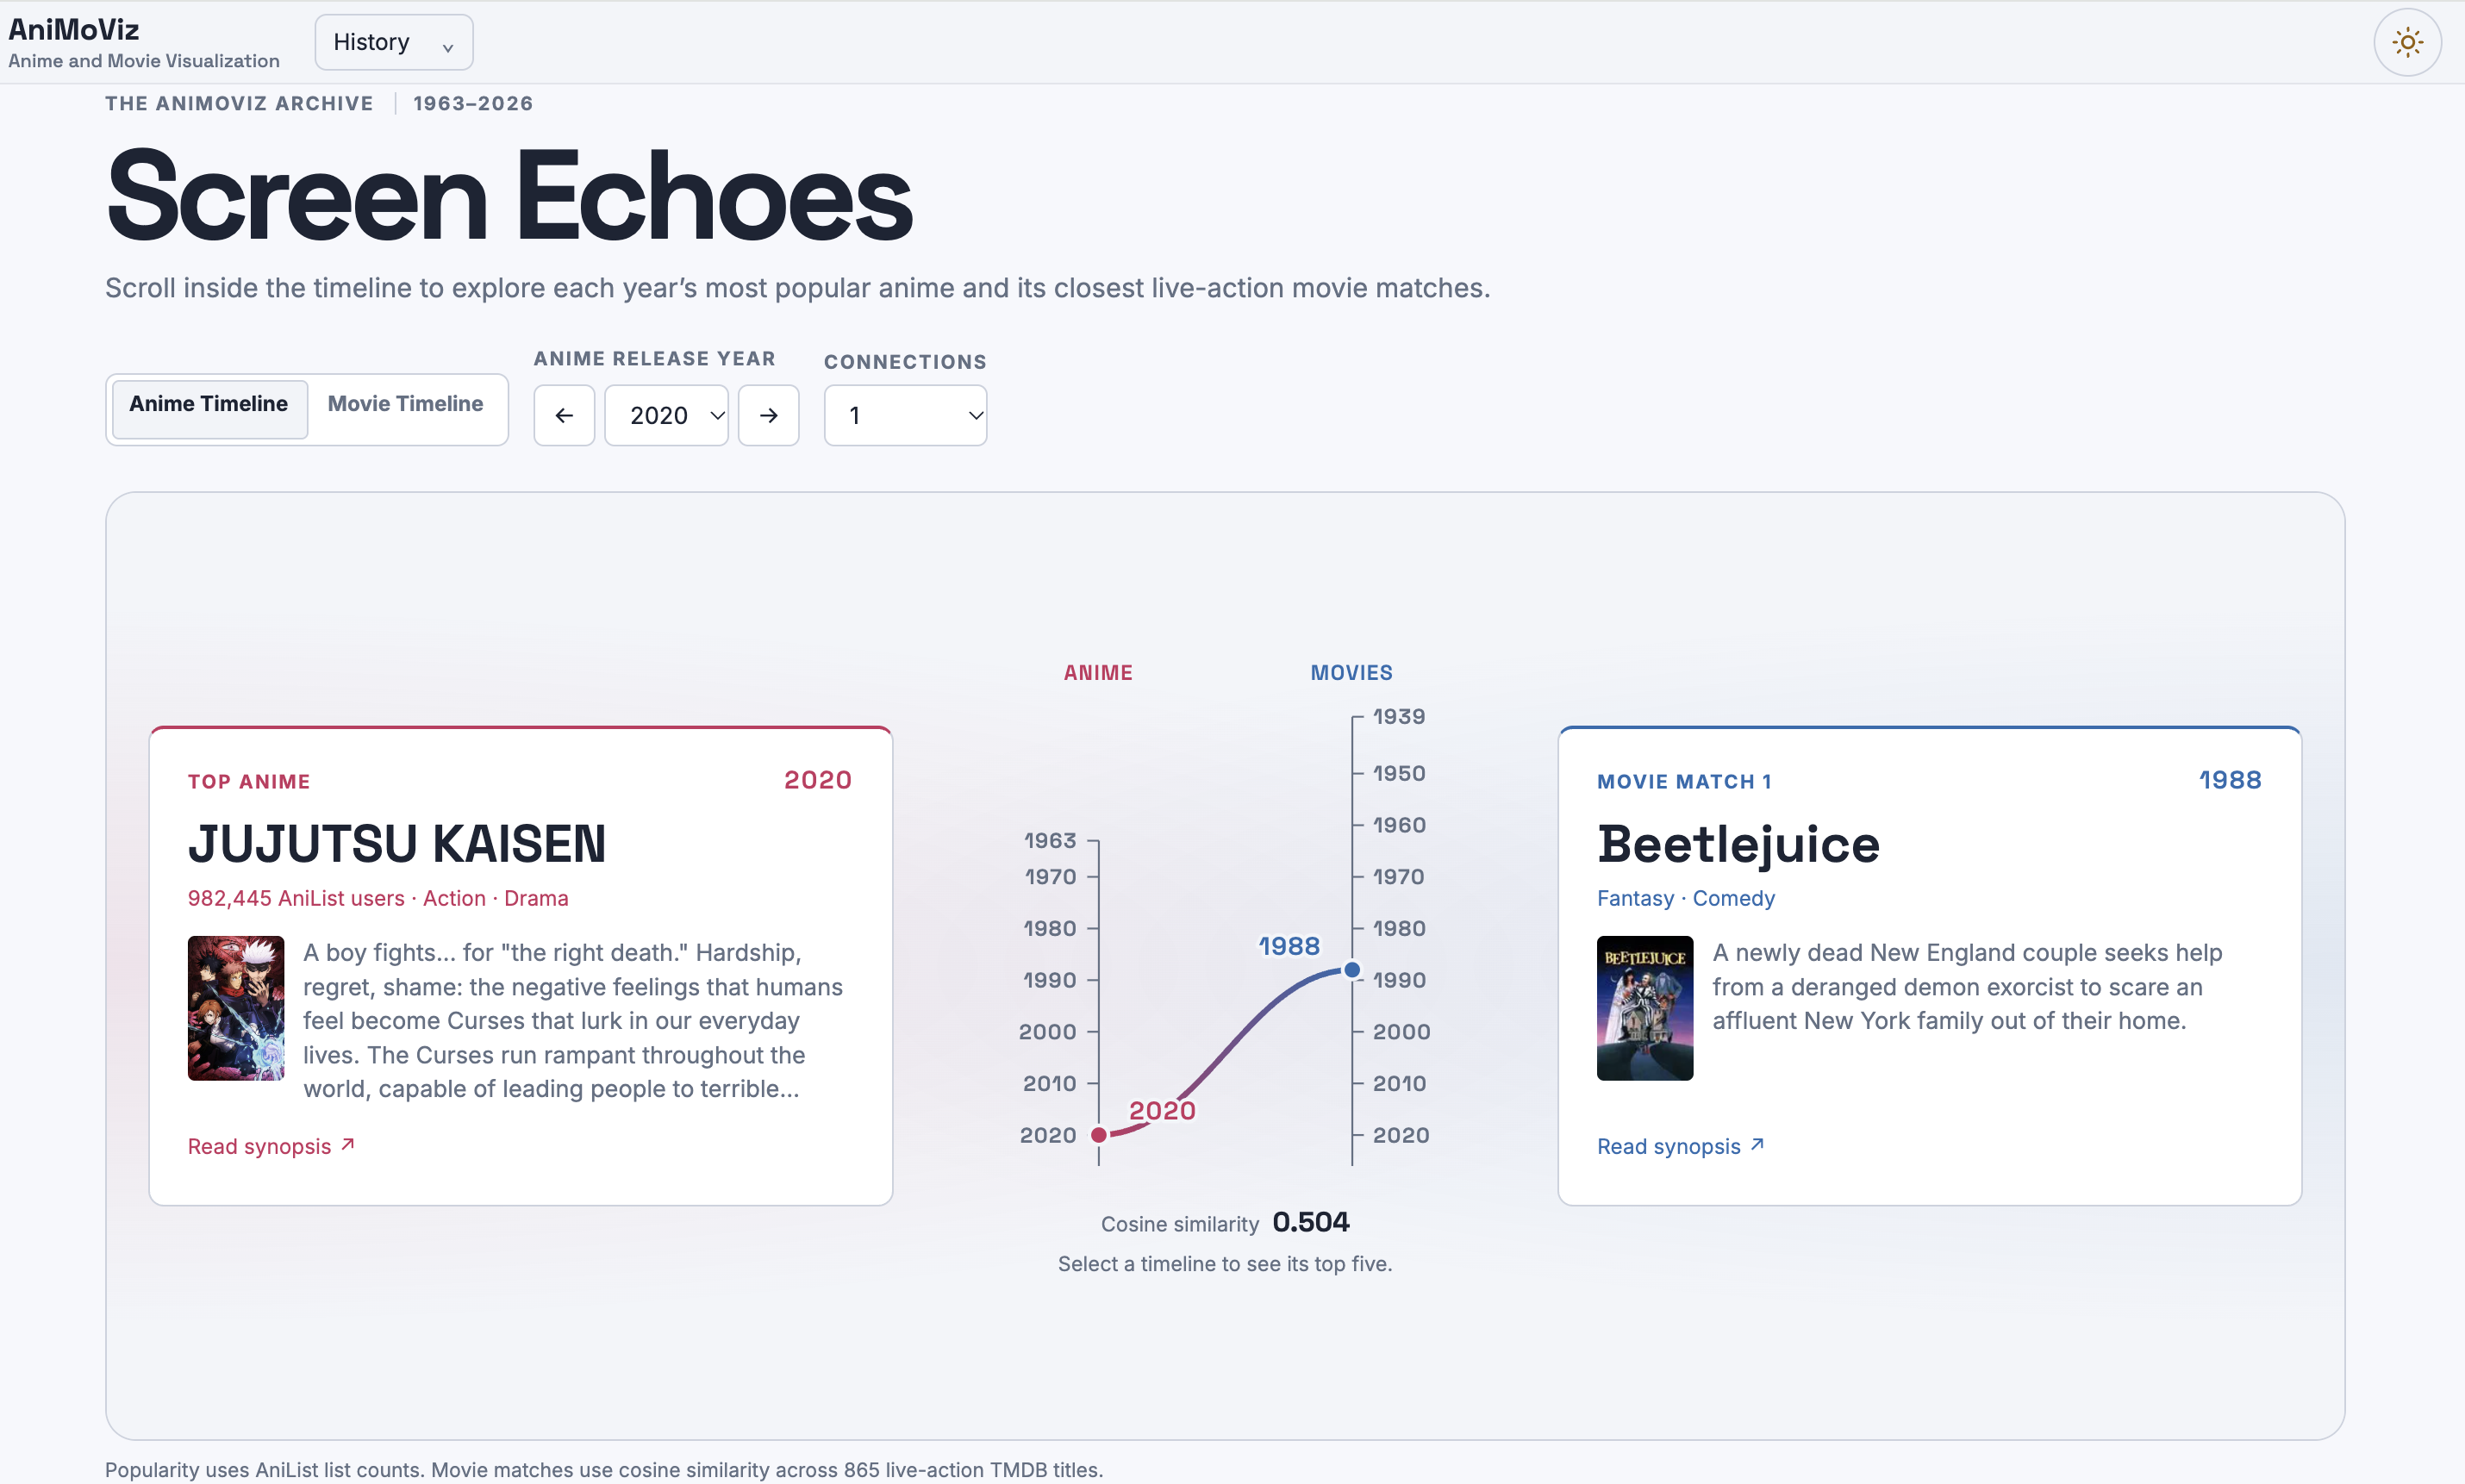 AniMoViz
Anime and Movie Visualization
History
THE ANIMOVIZ ARCHIVE
1963–2026
Screen Echoes
Scroll inside the timeline to explore each year’s most popular anime and its closest live-action movie matches.
Anime Timeline
Movie Timeline
ANIME RELEASE YEAR
← 2020 →
CONNECTIONS
1
TOP ANIME
2020
JUJUTSU KAISEN
982,445 AniList users · Action · Drama
A boy fights... for "the right death." Hardship,
regret, shame: the negative feelings that humans
feel become Curses that lurk in our everyday
lives. The Curses run rampant throughout the
world, capable of leading people to terrible...
Read synopsis ↗
ANIME
1963
1970
1980
1990
2000
2010
2020
2020
MOVIES
1939
1950
1960
1970
1980
1990
2000
2010
2020
1988
Cosine similarity 0.504
Select a timeline to see its top five.
MOVIE MATCH 1
1988
Beetlejuice
Fantasy · Comedy
BEETLEJUICE
A newly dead New England couple seeks help
from a deranged demon exorcist to scare an
affluent New York family out of their home.
Read synopsis ↗
Popularity uses AniList list counts. Movie matches use cosine similarity across 865 live-action TMDB titles.